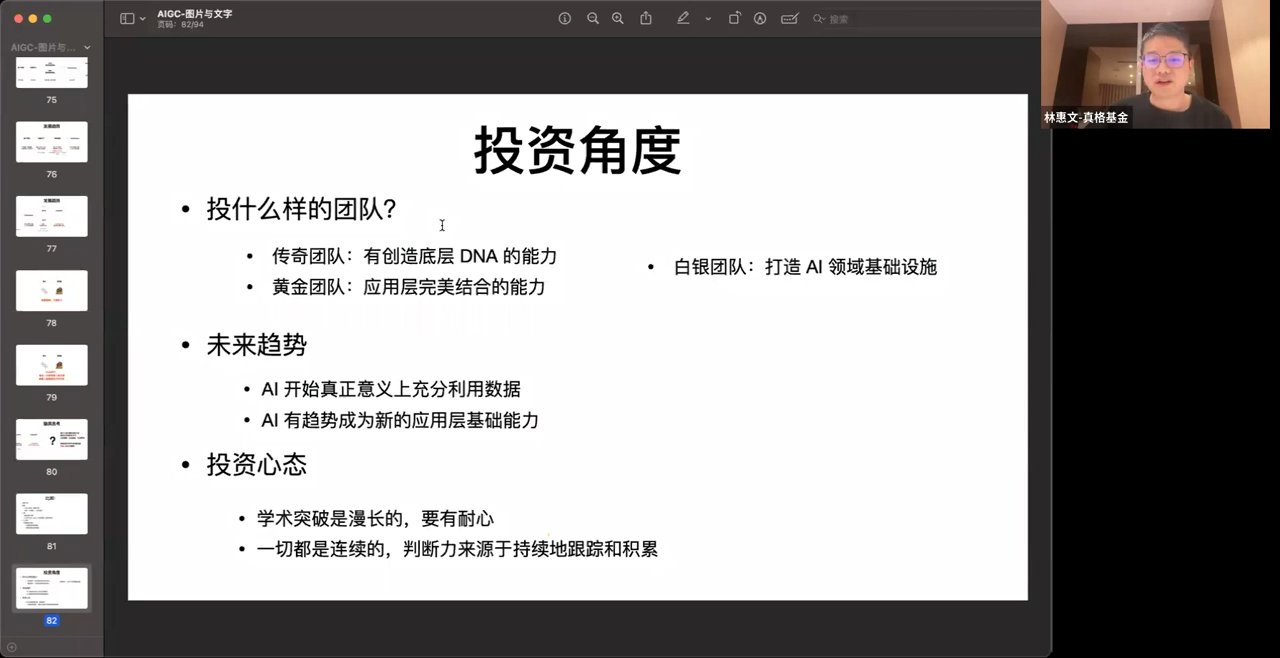 AIGC-图片与文字
页码：82/94
搜索
AIGC-图片与...
75
76
77
78
79
80
81
82
林惠文-真格基金
投资角度
• 投什么样的团队?
• 传奇团队：有创造底层 DNA 的能力
• 黄金团队：应用层完美结合的能力
• 白银团队：打造 AI 领域基础设施
• 未来趋势
• AI 开始真正意义上充分利用数据
• AI 有趋势成为新的应用层基础能力
• 投资心态
• 学术突破是漫长的，要有耐心
• 一切都是连续的，判断力来源于持续地跟踪和积累